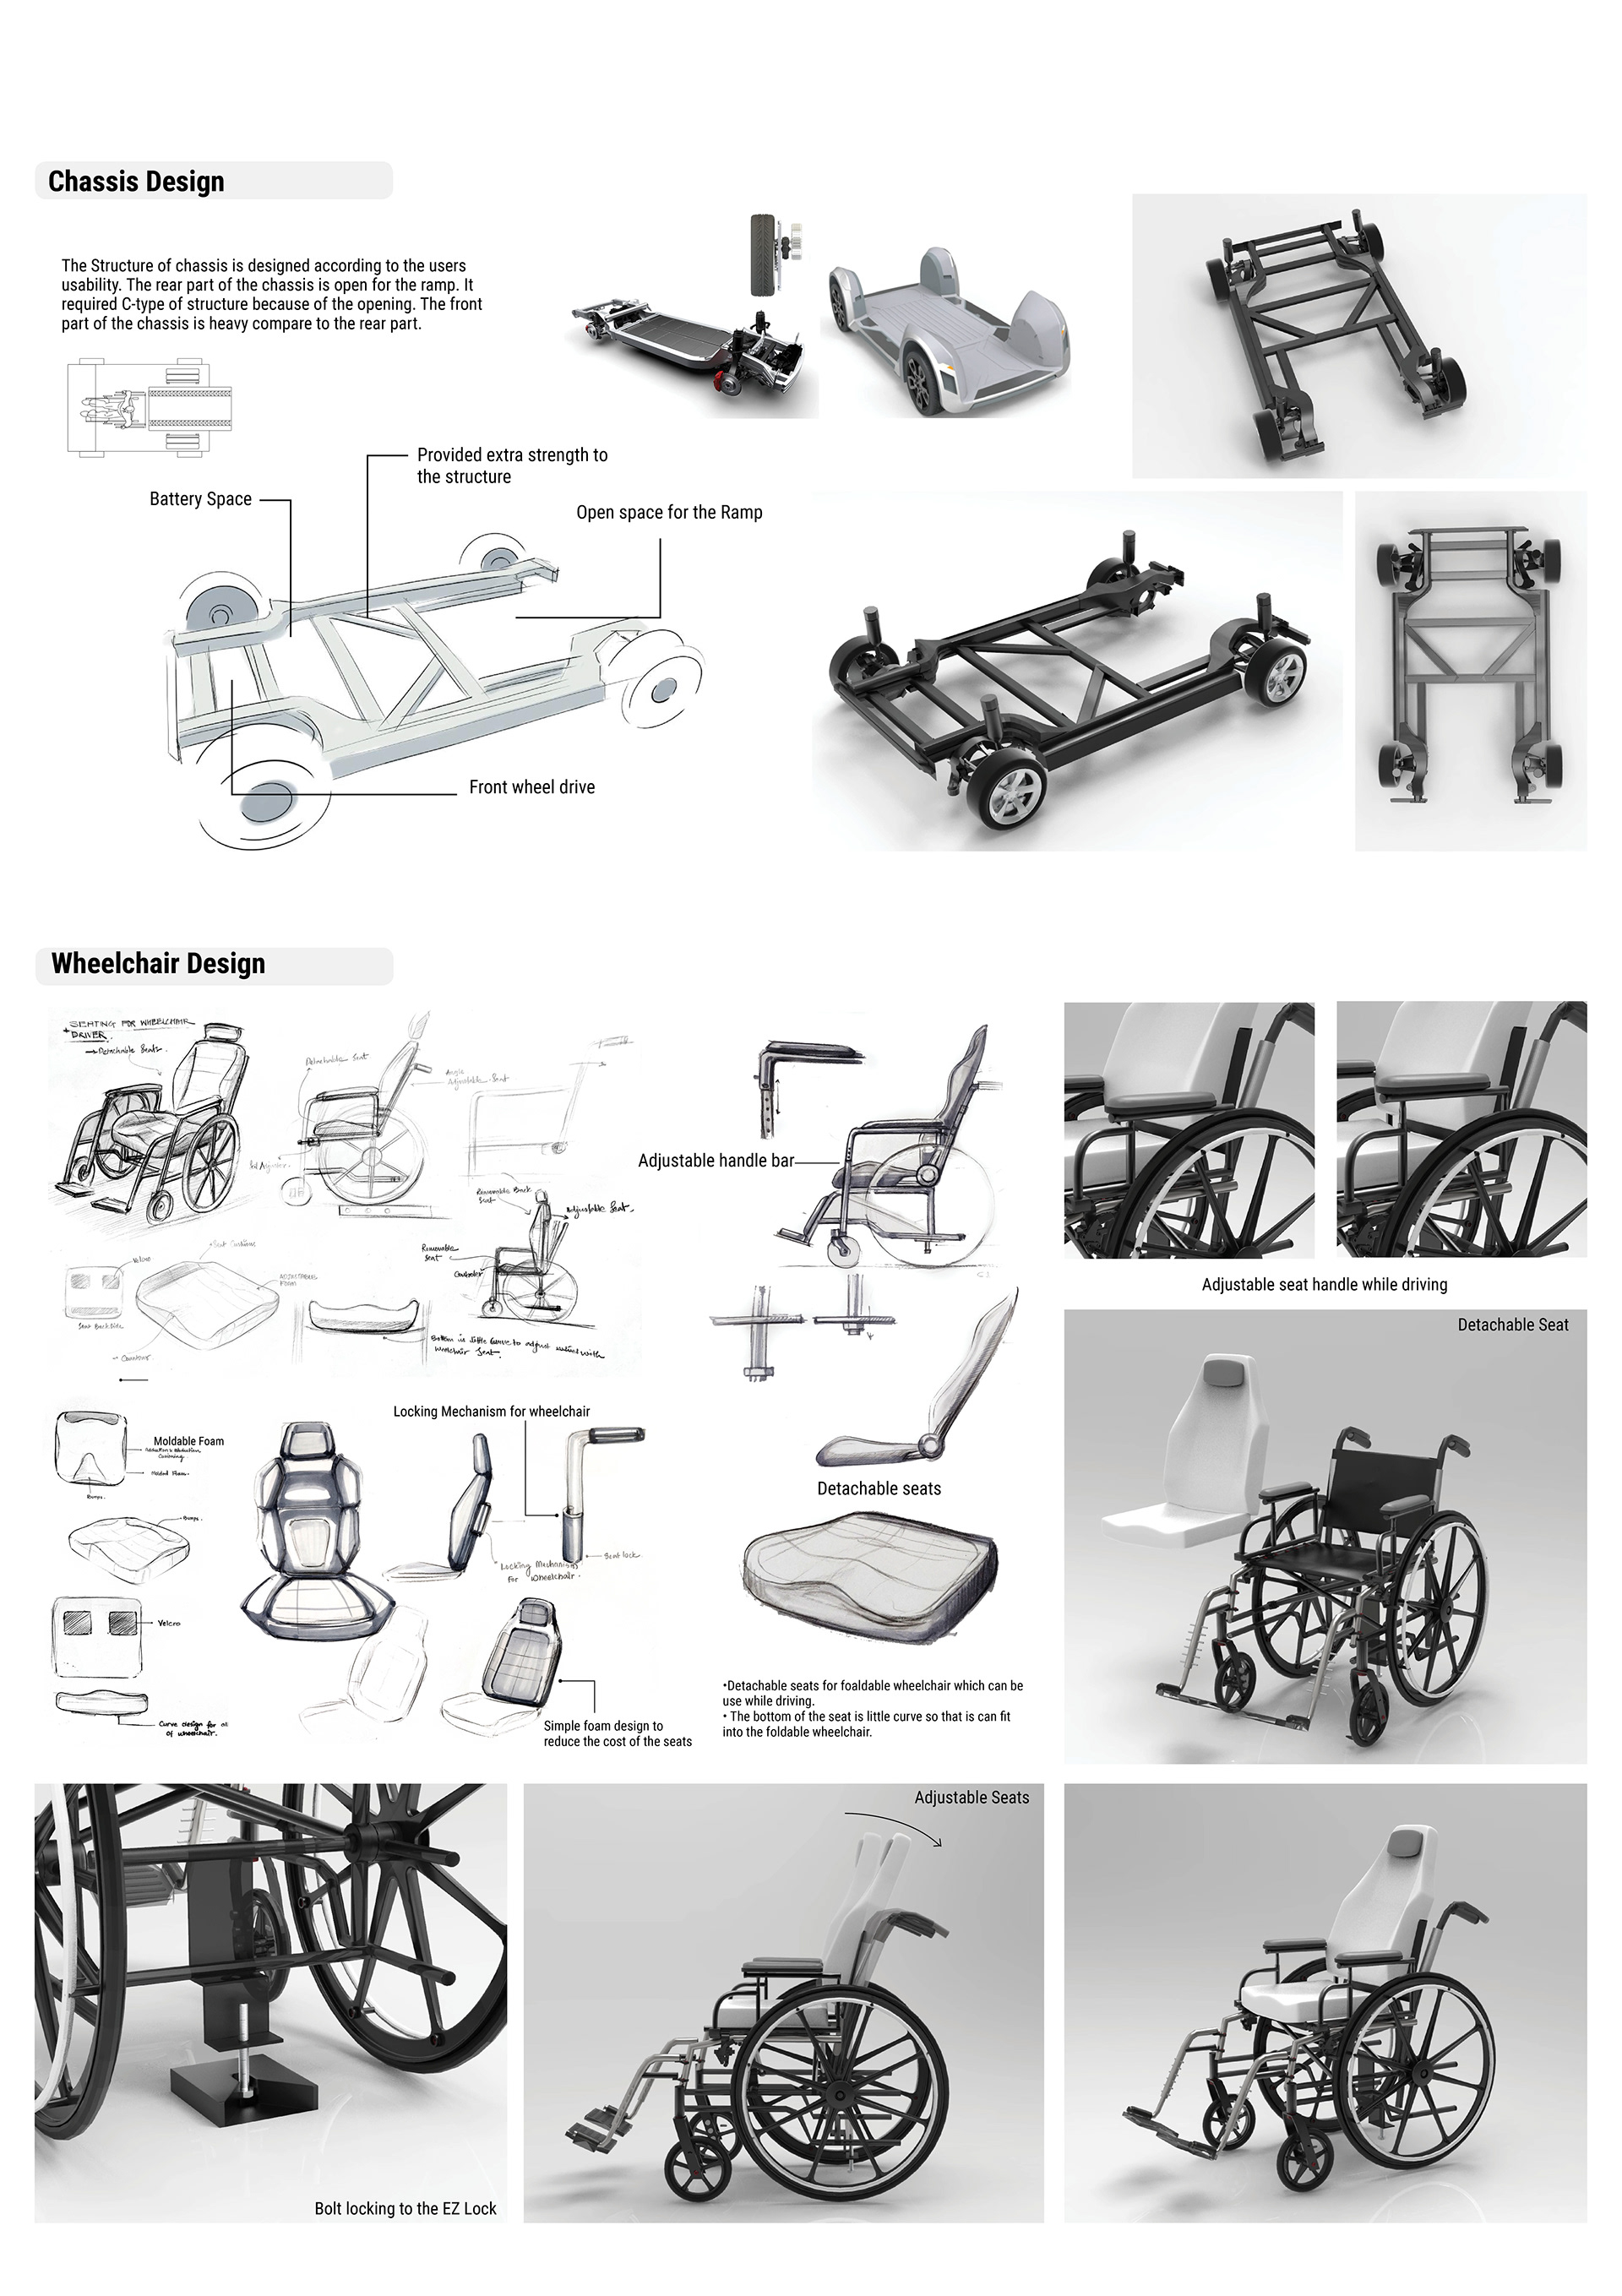 Chassis Design
The Structure of chassis is designed according to the users
usability. The rear part of the chassis is open for the ramp. It
required C-type of structure because of the opening. The front
part of the chassis is heavy compare to the rear part.
Provided extra strength to
the structure
Battery Space
Open space for the Ramp
Front wheel drive
Wheelchair Design
SEATING FOR WHEELCHAIR
DRIVER.
Detachable Seats.
Detachable Seat
Angle
Adjustable Seat
Adjustable handle bar
Removable Back
Seat
Adjustable Seat.
Removable
Seat
Controller
Velcro
Seat Cushion
Seat Backside
Bottom is little curve to adjust
Wheelchair Seat.
Adjustable seat handle while driving
Detachable Seat
Locking Mechanism for wheelchair
Moldable Foam
Molded Foam.
Bumps.
Bumps.
Locking Mechanism
For Wheelchair.
Seat lock
Detachable seats
Velcro
Curve design for
of wheelchair.
Simple foam design to
reduce the cost of the seats
•Detachable seats for foaldable wheelchair which can be
use while driving.
• The bottom of the seat is little curve so that is can fit
into the foldable wheelchair.
Adjustable Seats
Bolt locking to the EZ Lock